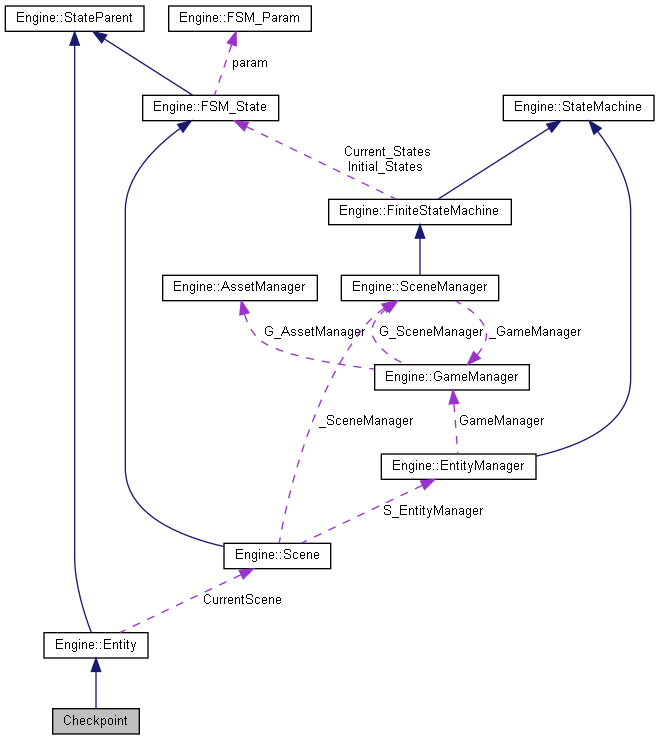 Engine::StateParent
Engine::FSM_Param
param
Engine::FSM_State
Engine::StateMachine
Current_States
Initial_States
Engine::FiniteStateMachine
Engine::AssetManager
Engine::SceneManager
G_AssetManager
G_SceneManager
_GameManager
Engine::GameManager
_SceneManager
GameManager
Engine::EntityManager
S_EntityManager
Engine::Scene
CurrentScene
Engine::Entity
Checkpoint